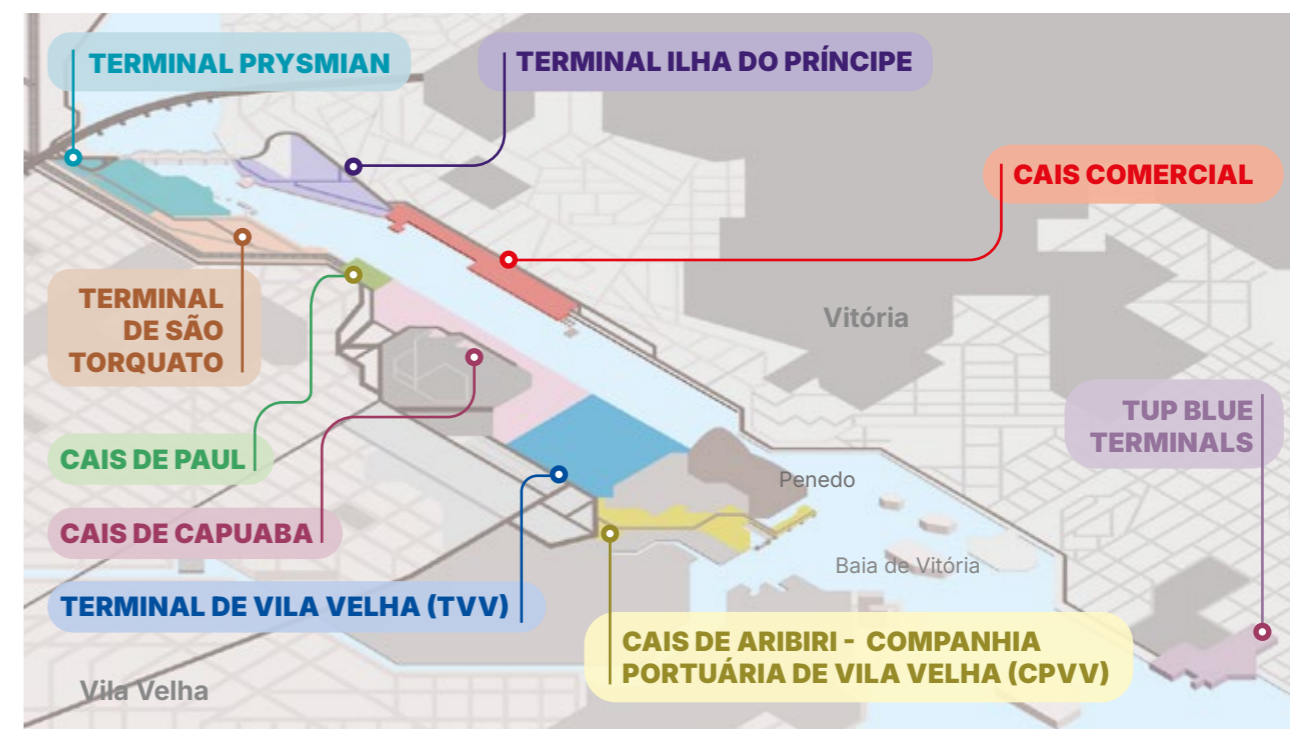 TERMINAL PRYSMIAN
TERMINAL ILHA DO PRÍNCIPE
CAIS COMERCIAL
TERMINAL
DE SÃO
TORQUATO
Vitória
TUP BLUE
TERMINALS
CAIS DE PAUL
Penedo
CAIS DE CAPUABA
Baia de Vitória
TERMINAL DE VILA VELHA (TVV)
CAIS DE ARIBIRI - COMPANHIA
PORTUÁRIA DE VILA VELHA (CPVV)
Vila Velha